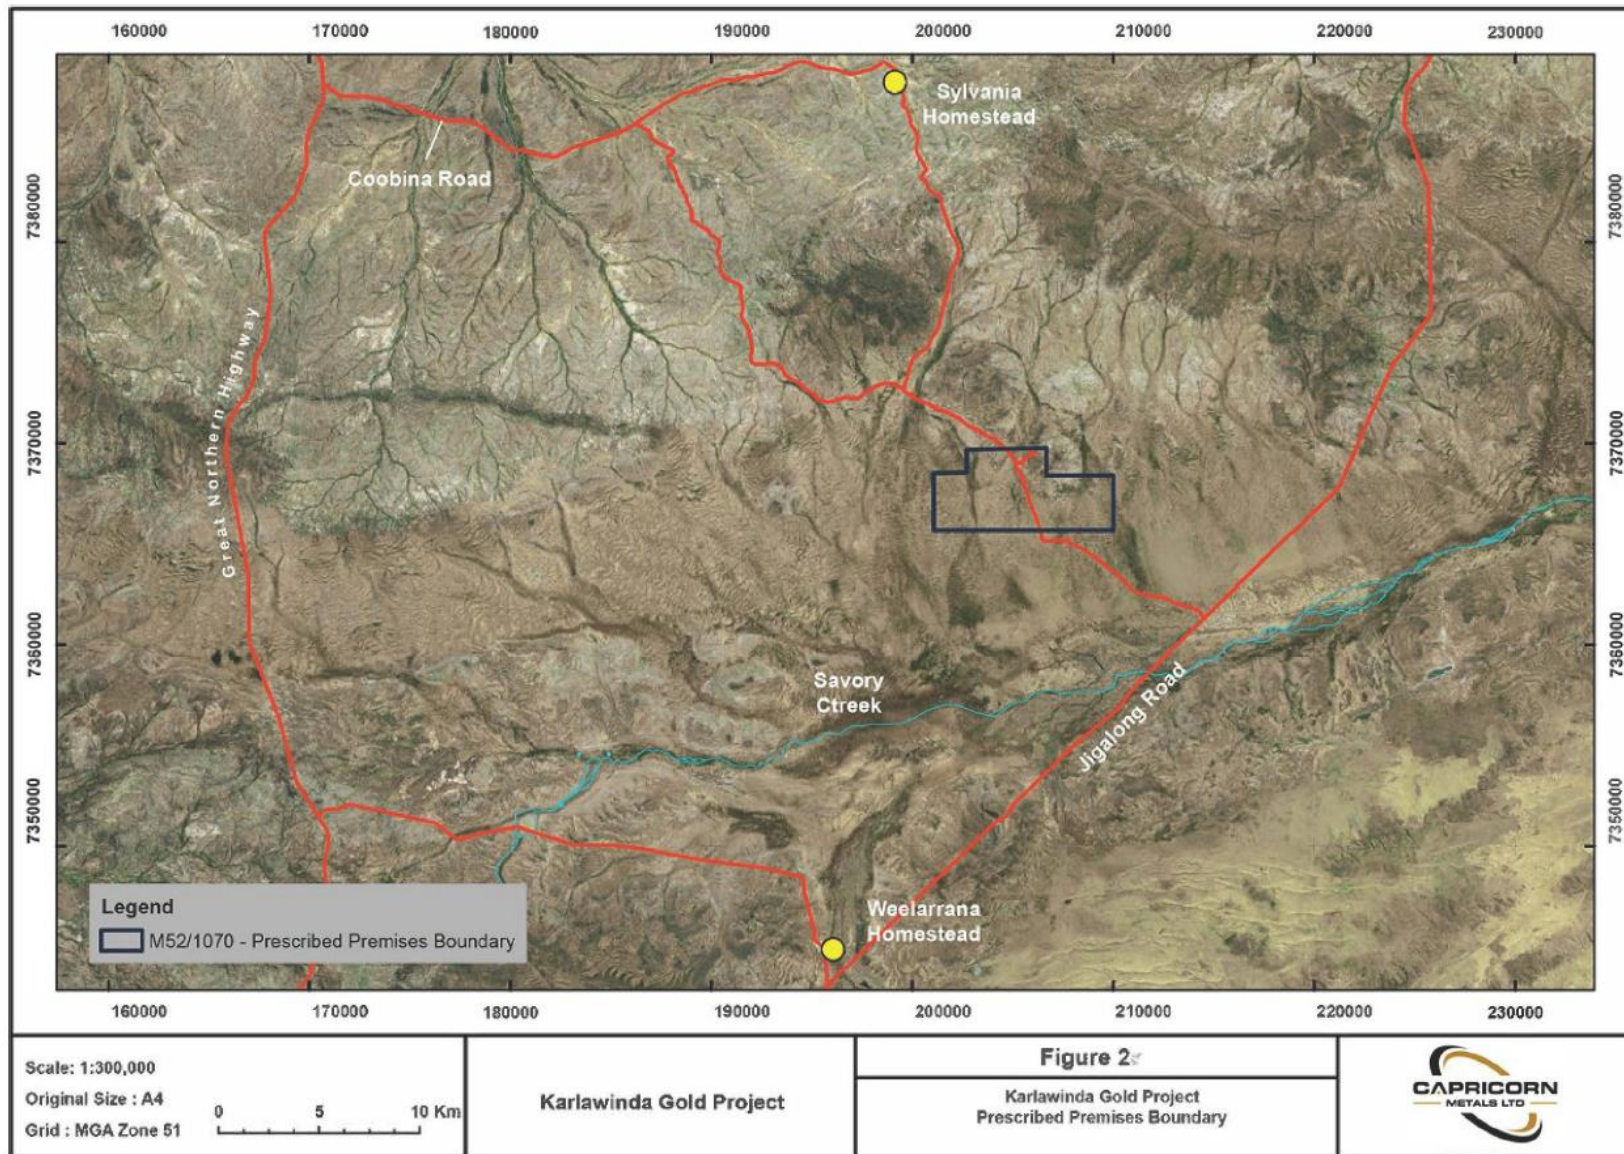 160000 170000 180000 190000 200000 210000 220000 230000
Sylvania
Homestead
Coobina Road
7380000
7380000
Great Northern Highway
7370000
7370000
7360000
7360000
Savory
Ctreek
Jigalong Road
7350000
7350000
Weelarrana
Homestead
Legend
M52/1070 - Prescribed Premises Boundary
160000 170000 180000 190000 200000 210000 220000 230000
Scale: 1:300,000
Original Size : A4
Grid : MGA Zone 51
0 5 10 Km
Karlawinda Gold Project
Figure 2
Karlawinda Gold Project
Prescribed Premises Boundary
CAPRICORN
METALS LTD